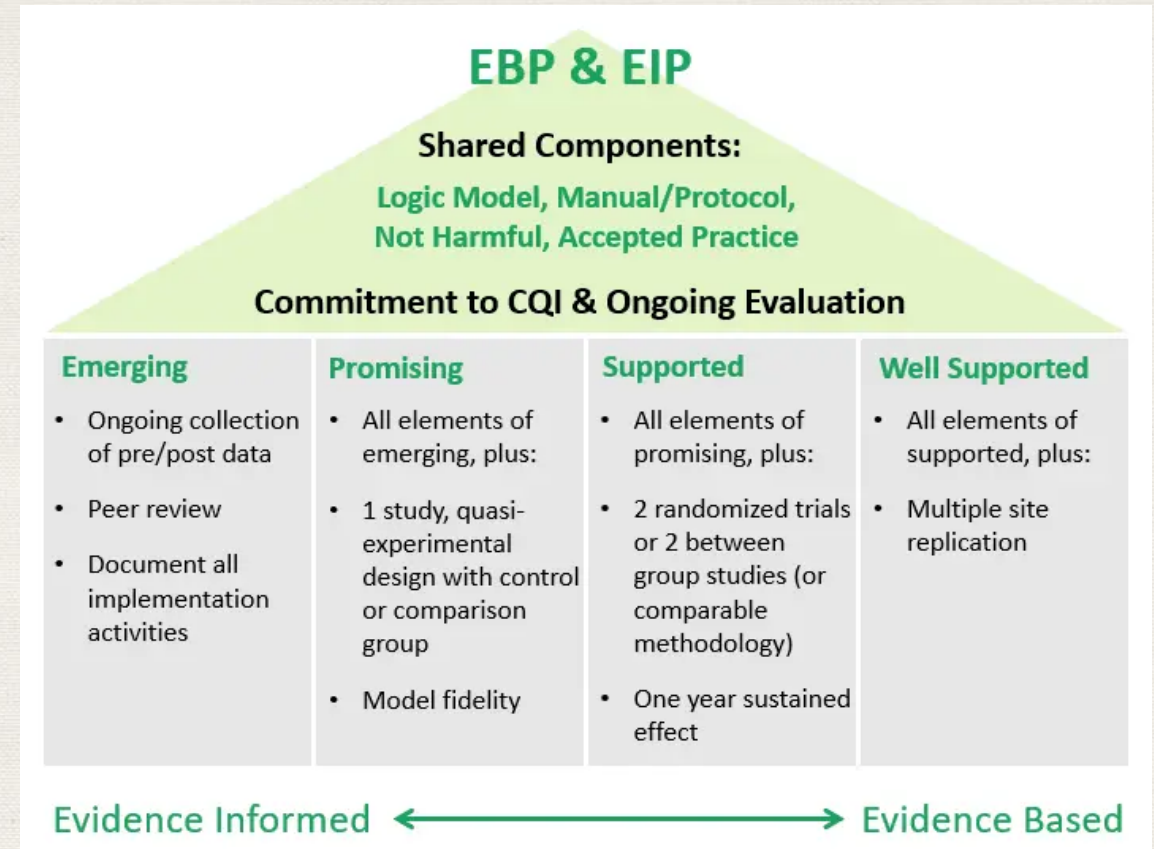 EBP & EIP
Shared Components:
Logic Model, Manual/Protocol,
Not Harmful, Accepted Practice
Commitment to CQI & Ongoing Evaluation
Emerging
• Ongoing collection
of pre/post data
• Peer review
• Document all
implementation
activities
Promising
• All elements of
emerging, plus:
• 1 study, quasi-
experimental
design with control
or comparison
group
• Model fidelity
Supported
• All elements of
promising, plus:
• 2 randomized trials
or 2 between
group studies (or
comparable
methodology)
• One year sustained
effect
Well Supported
• All elements of
supported, plus:
• Multiple site
replication
Evidence Informed
Evidence Based